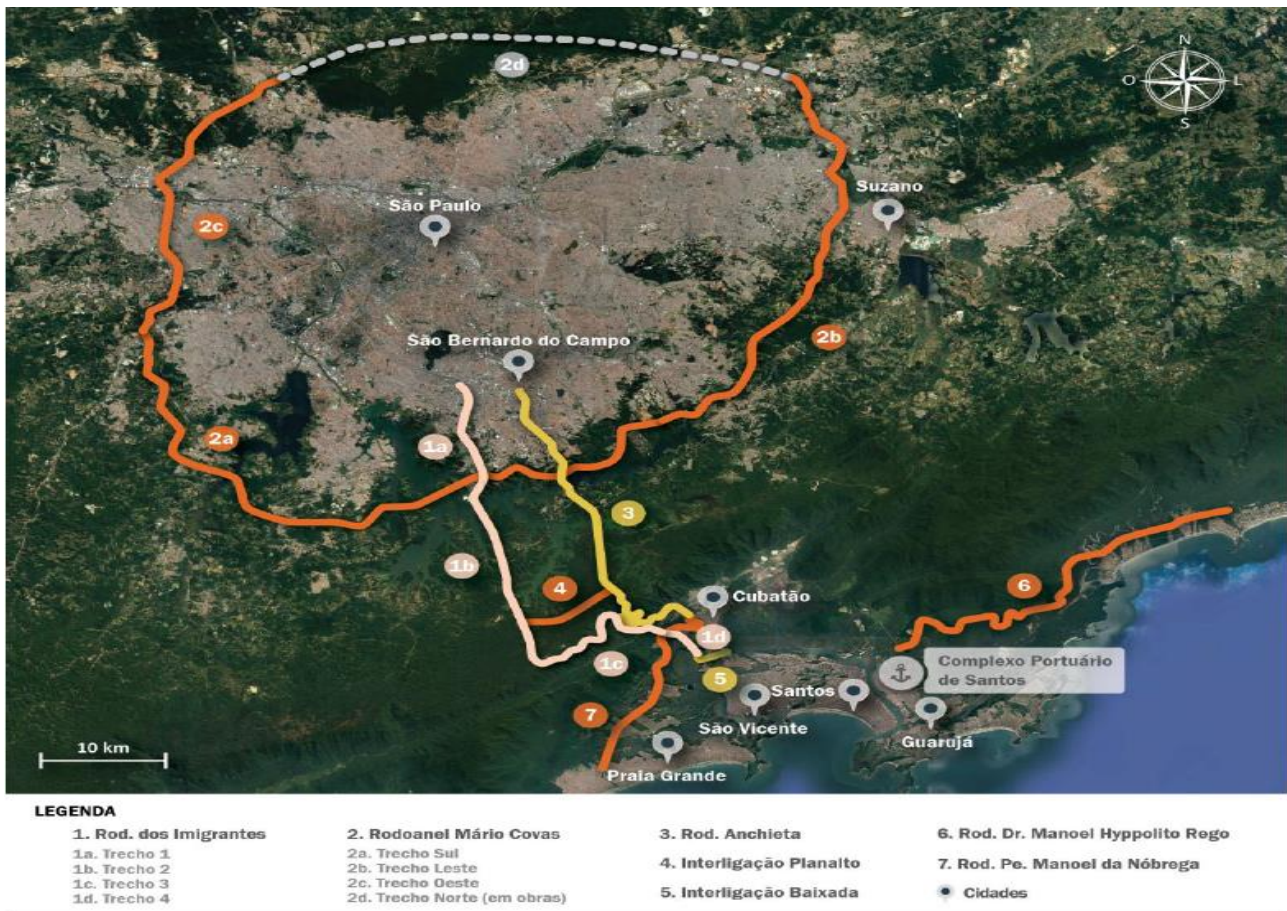 2d
N
O
L
S
Suzano
São Paulo
2c
São Bernardo do Campo
2b
2a
1a
3
1b
4
6
Cubatão
1d
1c
Complexo Portuário
de Santos
5
Santos
7
São Vicente
Guarujá
10 km
Praia Grande
LEGENDA
1. Rod. dos Imigrantes
1a. Trecho 1
1b. Trecho 2
1c. Trecho 3
1d. Trecho 4
2. Rodoanel Mário Covas
2a. Trecho Sul
2b. Trecho Leste
2c. Trecho Oeste
2d. Trecho Norte (em obras)
3. Rod. Anchieta
4. Interligação Planalto
5. Interligação Baixada
6. Rod. Dr. Manoel Hyppolito Rego
7. Rod. Pe. Manoel da Nóbrega
Cidades